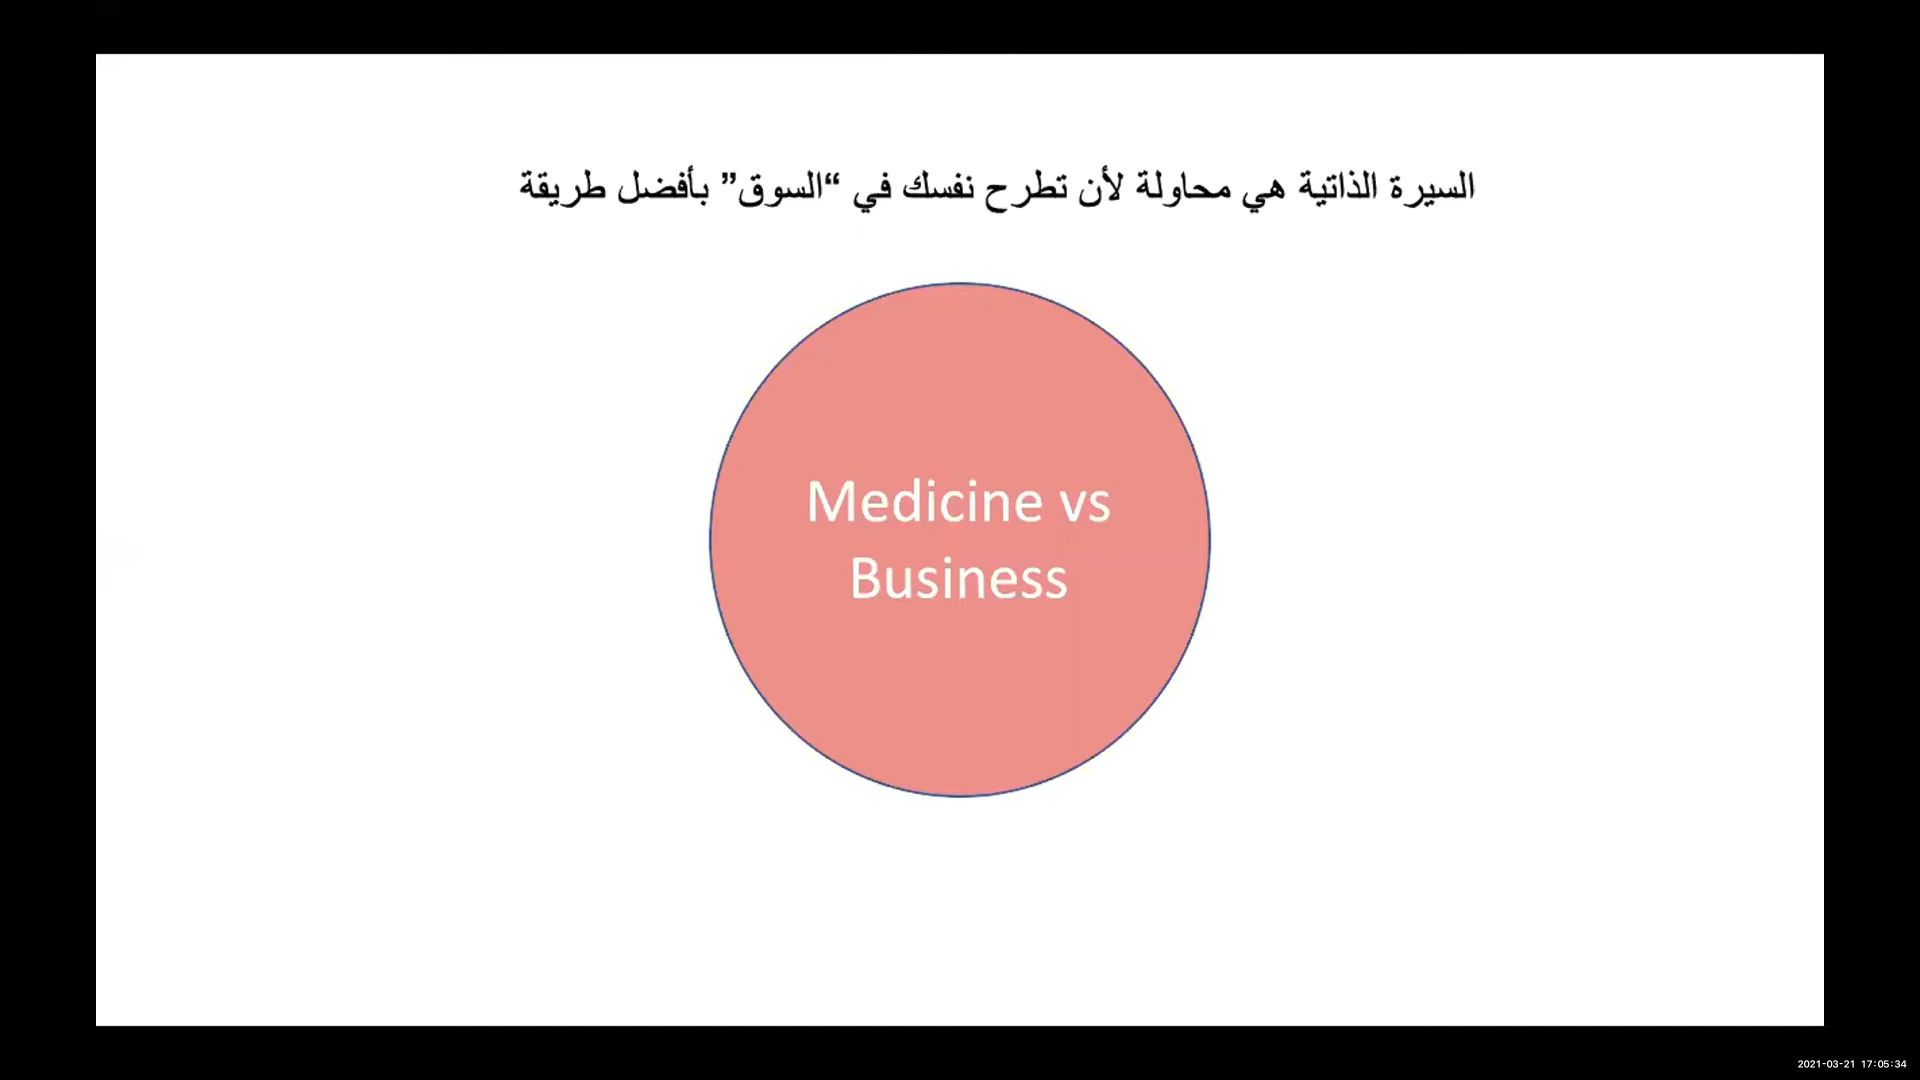 السيرة الذاتية هي محاولة لأن تطرح نفسك في “السوق” بأفضل طريقة
Medicine vs
Business
2021-03-21 17:05:34